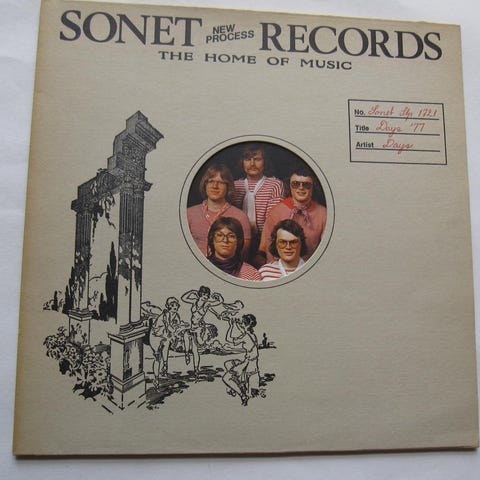 SONET NEW PROCESS RECORDS
THE HOME OF MUSIC
No. Sonet Slp 1721
Title Days '77
Artist Days